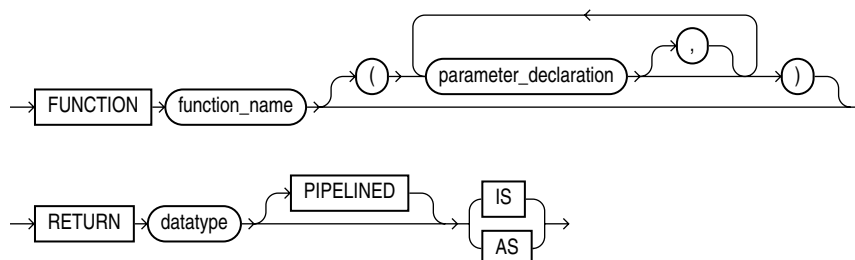 FUNCTION function_name ( parameter_declaration , )
RETURN datatype PIPELINED IS
AS